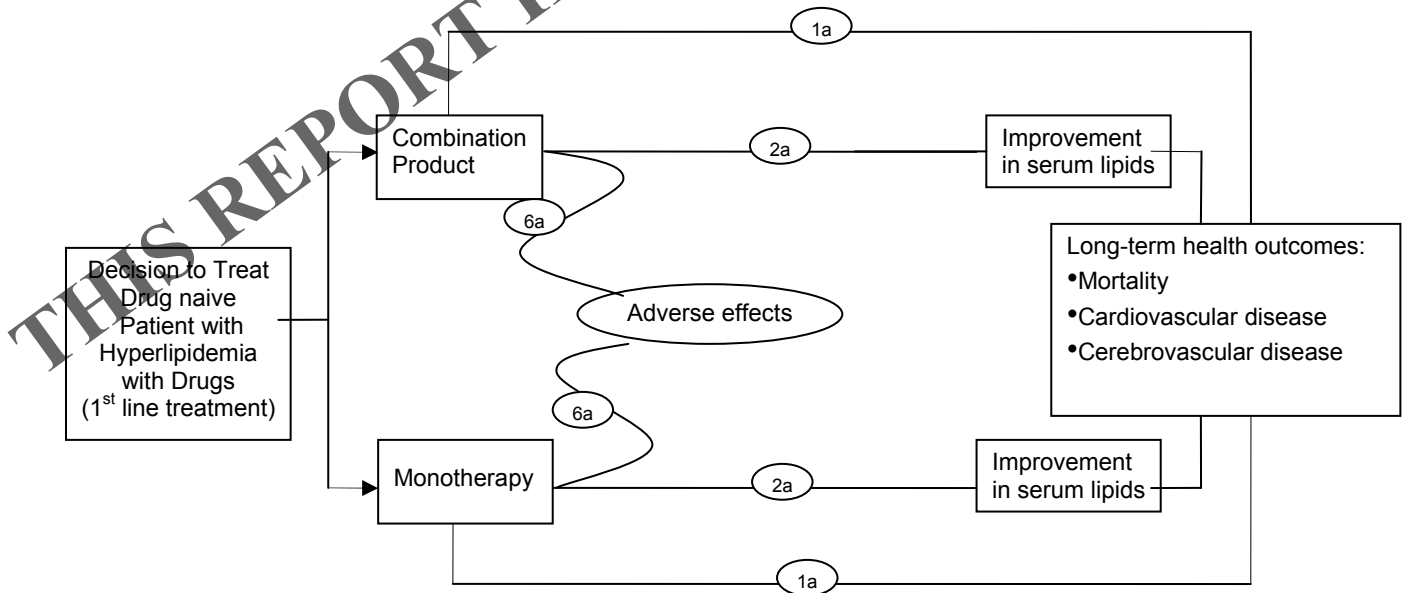 1a
Combination
Product
2a
Improvement
in serum lipids
6a
Decision to Treat
Drug naive
Patient with
Hyperlipidemia
with Drugs
(1st line treatment)
Adverse effects
Long-term health outcomes:
•Mortality
•Cardiovascular disease
•Cerebrovascular disease
6a
Monotherapy
2a
Improvement
in serum lipids
1a
THIS REPORT